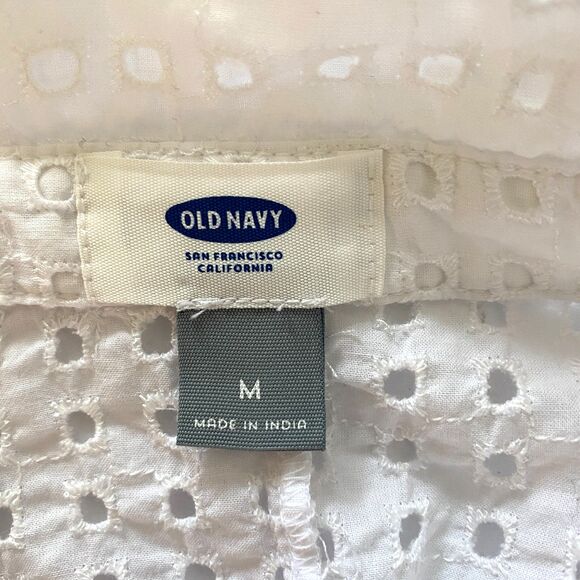 OLD NAVY
SAN FRANCISCO
CALIFORNIA
M
MADE IN INDIA